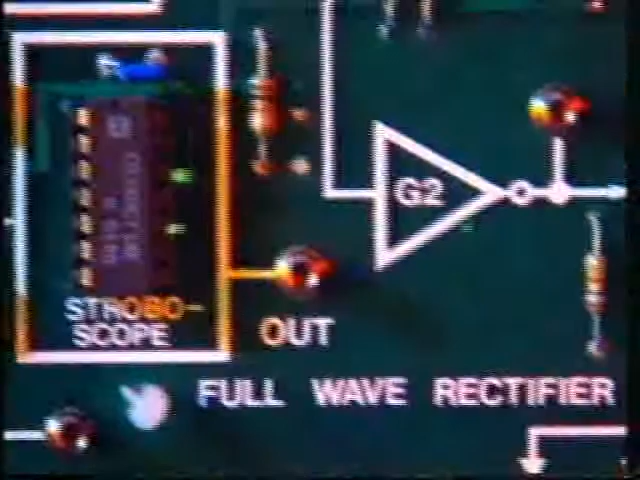 G2
STROBO-
SCOPE
OUT
FULL WAVE RECTIFIER